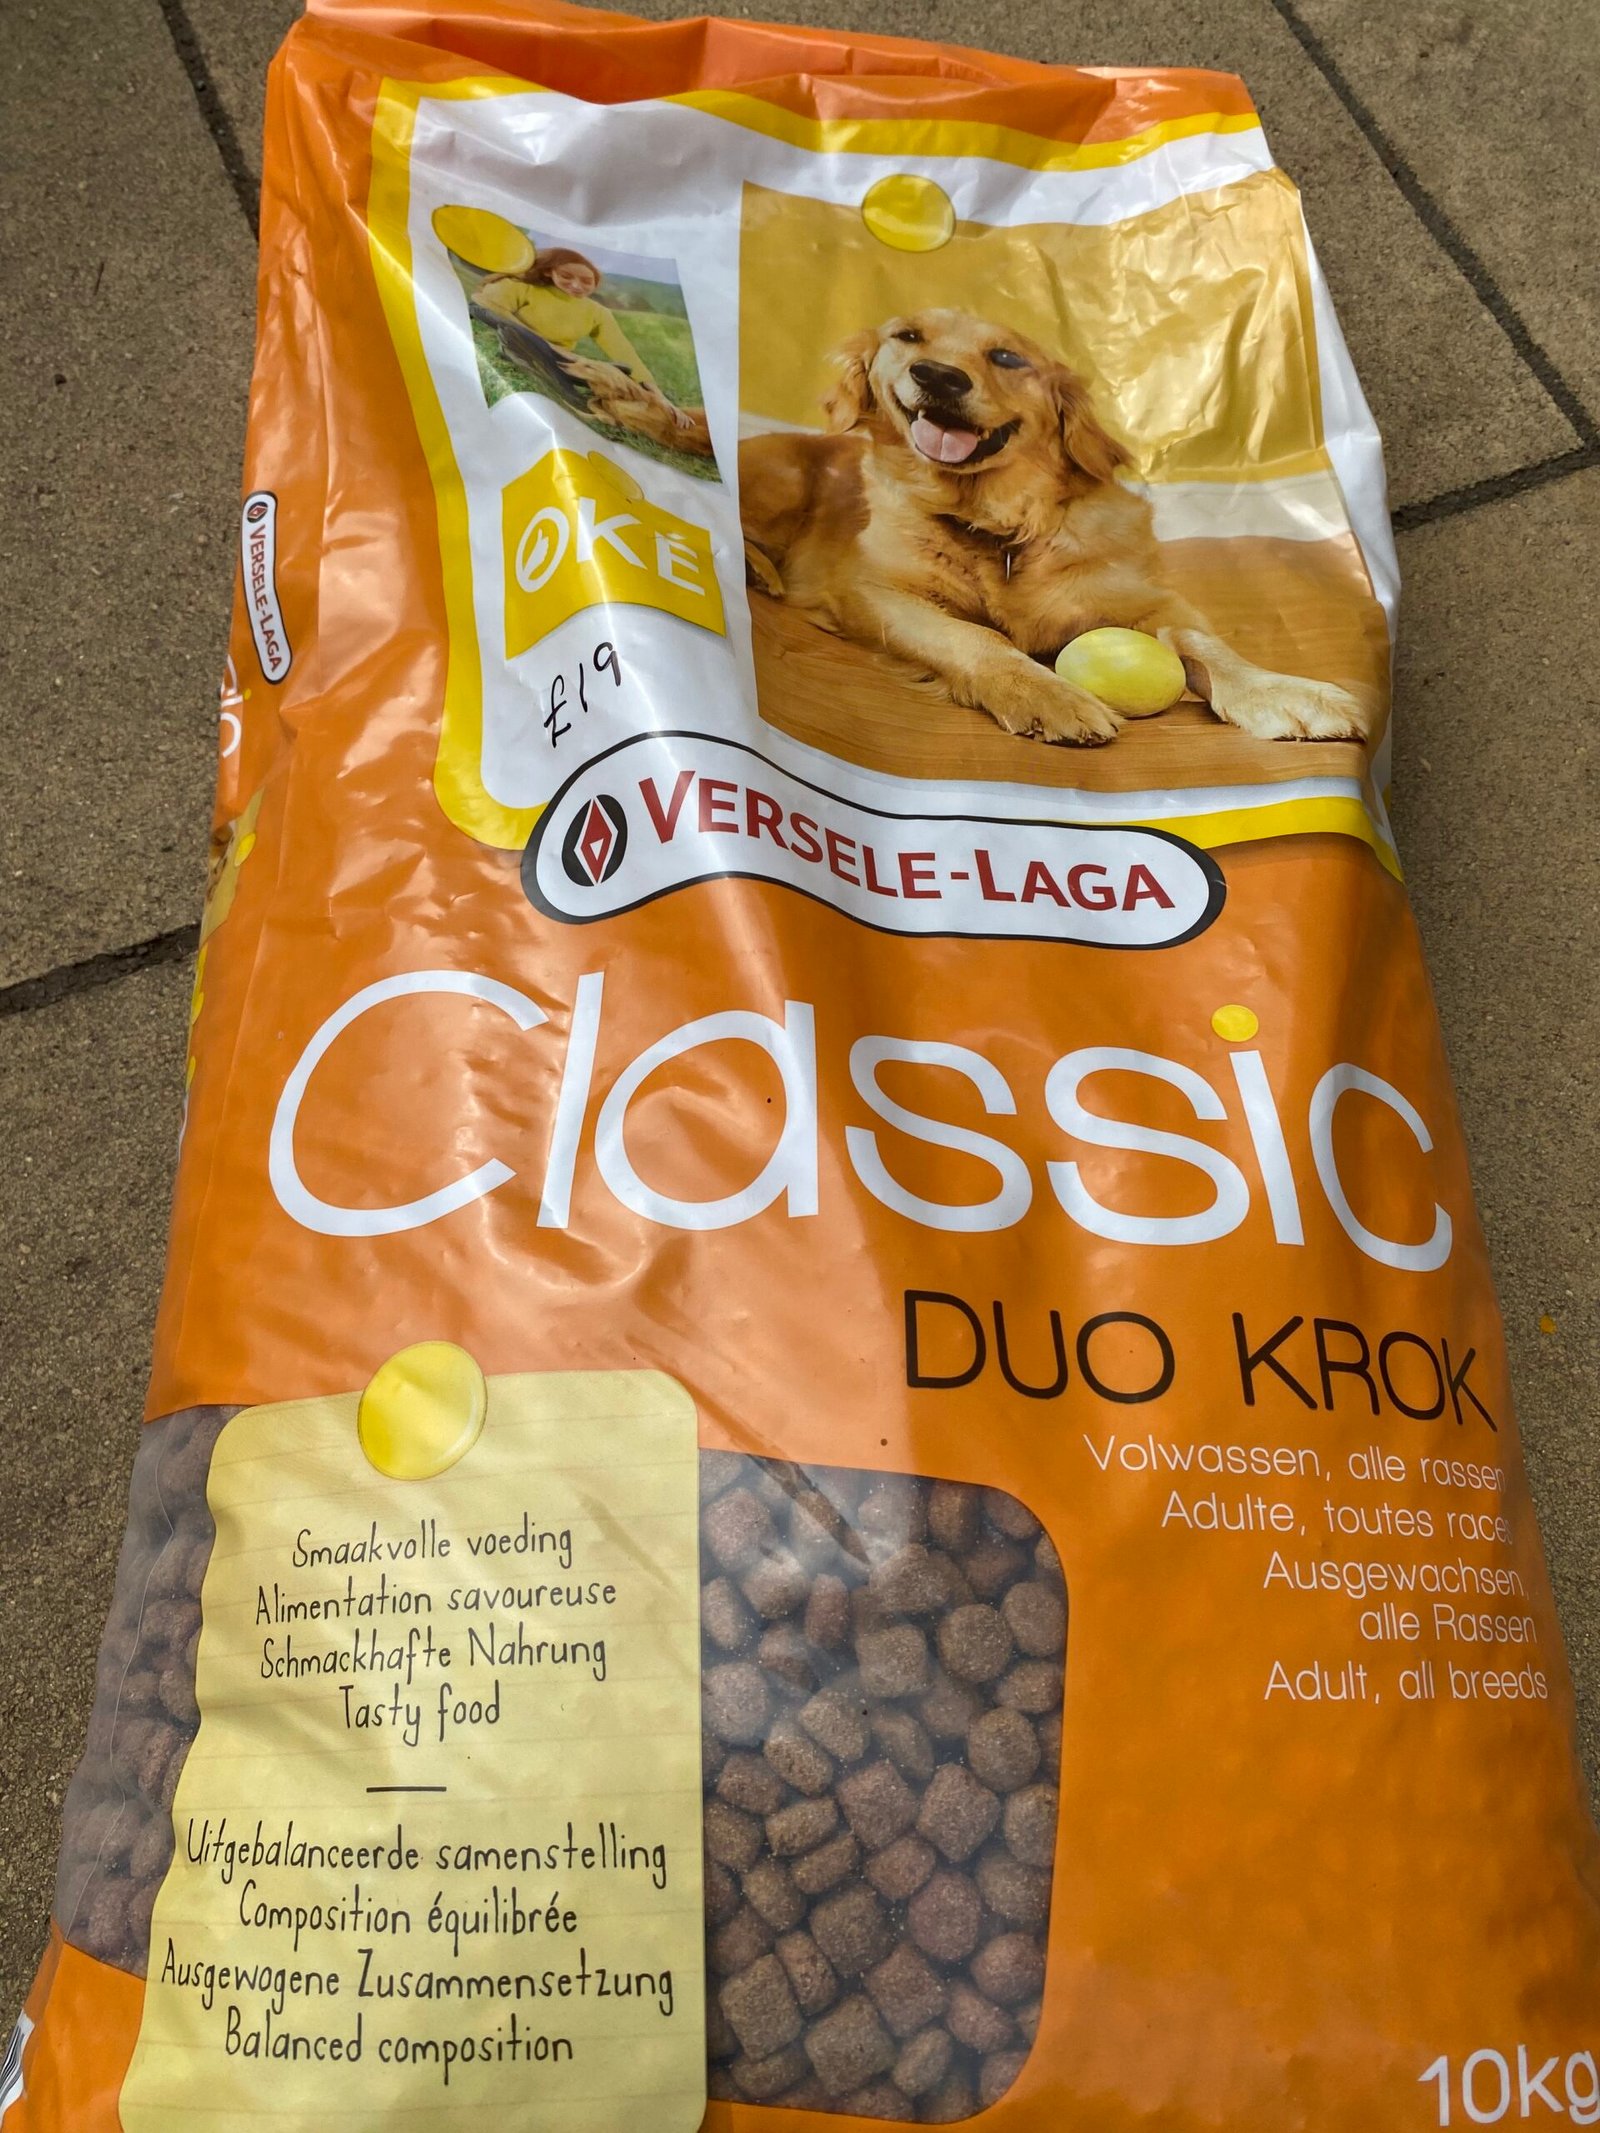 OKÉ
£19
VERSELE-LAGA
VERSELE-LAGA
Classic
DUO KROK
Volwassen, alle rassen
Adulte, toutes races
Ausgewachsen,
alle Rassen
Adult, all breeds
Smaakvolle voeding
Alimentation savoureuse
Schmackhafte Nahrung
Tasty food
Uitgebalanceerde samenstelling
Composition équilibrée
Ausgewogene Zusammensetzung
Balanced composition
10kg